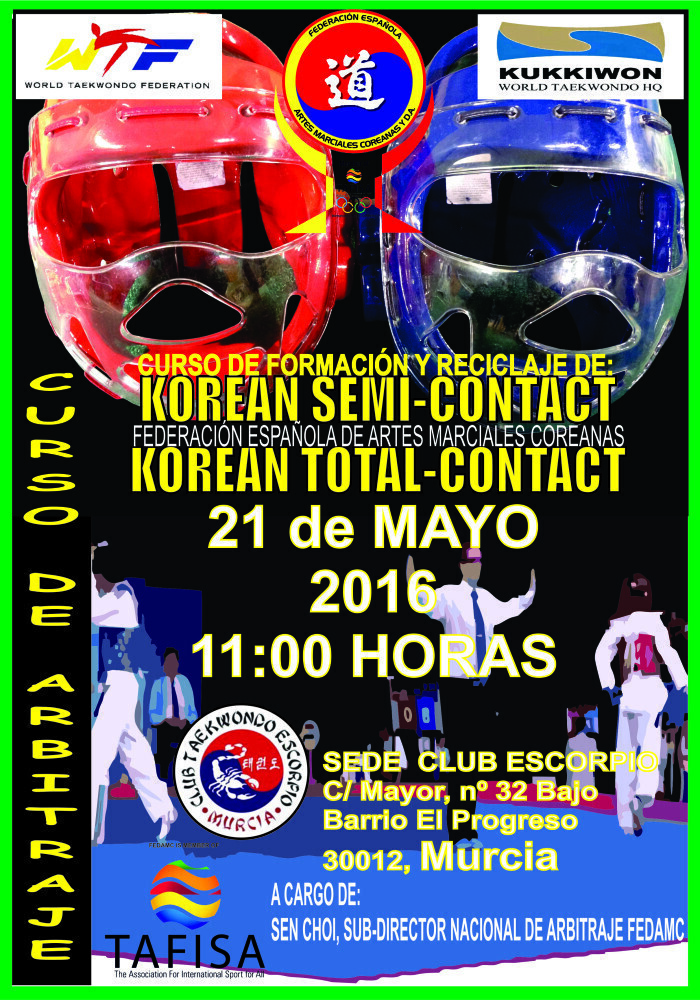 WTF
WORLD TAEKWONDO FEDERATION
FEDERACIÓN ESPAÑOLA
道
ARTES MARCIALES COREANAS Y D.A.
KUKKIWON
WORLD TAEKWONDO HQ
CURSO DE FORMACIÓN Y RECICLAJE DE:
KOREAN SEMI-CONTACT
FEDERACIÓN ESPAÑOLA DE ARTES MARCIALES COREANAS
KOREAN TOTAL-CONTACT
21 de MAYO
2016
11:00 HORAS
CURSO DE ARBITRAJE
CLUB TAEKWONDO ESCORPIO
태권도
MURCIA
SEDE CLUB ESCORPIO
C/ Mayor, nº 32 Bajo
Barrio El Progreso
30012, Murcia
A CARGO DE:
SEN CHOI, SUB-DIRECTOR NACIONAL DE ARBITRAJE FEDAMC
TAFISA
The Association For International Sport for All